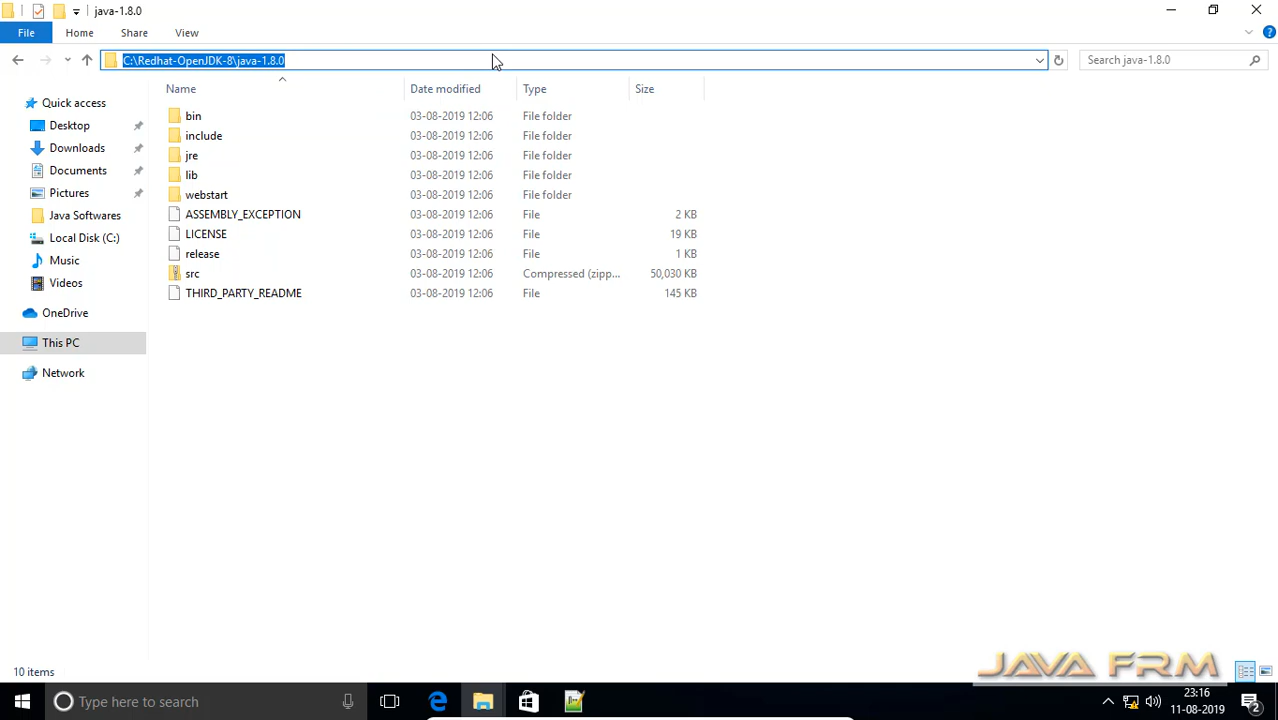 java-1.8.0
File Home Share View
C:\Redhat-OpenJDK-8\java-1.8.0
Search java-1.8.0
Name Date modified Type Size
Quick access
Desktop
Downloads
Documents
Pictures
Java Softwares
Local Disk (C:)
Music
Videos
OneDrive
This PC
Network
bin 03-08-2019 12:06 File folder
include 03-08-2019 12:06 File folder
jre 03-08-2019 12:06 File folder
lib 03-08-2019 12:06 File folder
webstart 03-08-2019 12:06 File folder
ASSEMBLY_EXCEPTION 03-08-2019 12:06 File 2 KB
LICENSE 03-08-2019 12:06 File 19 KB
release 03-08-2019 12:06 File 1 KB
src 03-08-2019 12:06 Compressed (zipp... 50,030 KB
THIRD_PARTY_README 03-08-2019 12:06 File 145 KB
10 items
JAVA FRM
Type here to search
23:16
11-08-2019
2